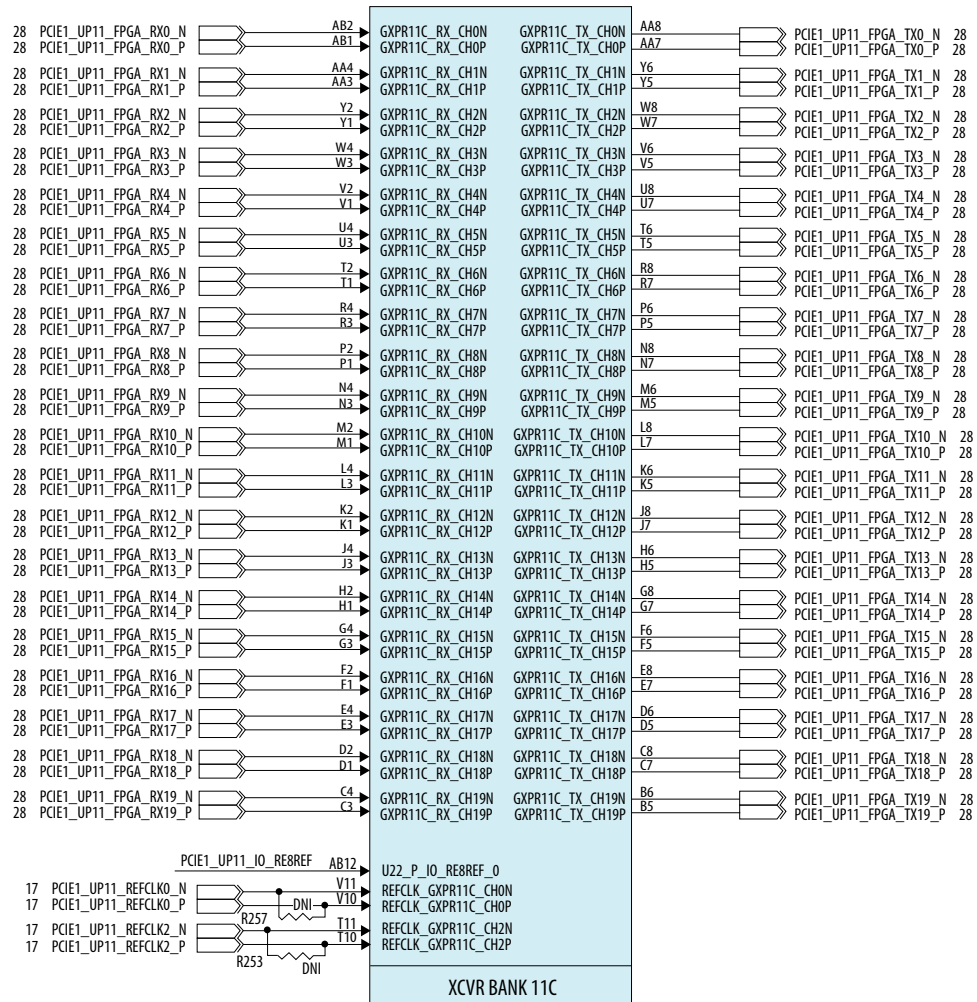 28 PCIE1_UP11_FPGA_RX0_N AB2 GXPR11C_RX_CH0N GXPR11C_TX_CH0N AA8 PCIE1_UP11_FPGA_TX0_N 28
28 PCIE1_UP11_FPGA_RX0_P AB1 GXPR11C_RX_CH0P GXPR11C_TX_CH0P AA7 PCIE1_UP11_FPGA_TX0_P 28
28 PCIE1_UP11_FPGA_RX1_N AA4 GXPR11C_RX_CH1N GXPR11C_TX_CH1N Y6 PCIE1_UP11_FPGA_TX1_N 28
28 PCIE1_UP11_FPGA_RX1_P AA3 GXPR11C_RX_CH1P GXPR11C_TX_CH1P Y5 PCIE1_UP11_FPGA_TX1_P 28
28 PCIE1_UP11_FPGA_RX2_N Y2 GXPR11C_RX_CH2N GXPR11C_TX_CH2N W8 PCIE1_UP11_FPGA_TX2_N 28
28 PCIE1_UP11_FPGA_RX2_P Y1 GXPR11C_RX_CH2P GXPR11C_TX_CH2P W7 PCIE1_UP11_FPGA_TX2_P 28
28 PCIE1_UP11_FPGA_RX3_N W4 GXPR11C_RX_CH3N GXPR11C_TX_CH3N V6 PCIE1_UP11_FPGA_TX3_N 28
28 PCIE1_UP11_FPGA_RX3_P W3 GXPR11C_RX_CH3P GXPR11C_TX_CH3P V5 PCIE1_UP11_FPGA_TX3_P 28
28 PCIE1_UP11_FPGA_RX4_N V2 GXPR11C_RX_CH4N GXPR11C_TX_CH4N U8 PCIE1_UP11_FPGA_TX4_N 28
28 PCIE1_UP11_FPGA_RX4_P V1 GXPR11C_RX_CH4P GXPR11C_TX_CH4P U7 PCIE1_UP11_FPGA_TX4_P 28
28 PCIE1_UP11_FPGA_RX5_N U4 GXPR11C_RX_CH5N GXPR11C_TX_CH5N T6 PCIE1_UP11_FPGA_TX5_N 28
28 PCIE1_UP11_FPGA_RX5_P U3 GXPR11C_RX_CH5P GXPR11C_TX_CH5P T5 PCIE1_UP11_FPGA_TX5_P 28
28 PCIE1_UP11_FPGA_RX6_N T2 GXPR11C_RX_CH6N GXPR11C_TX_CH6N R8 PCIE1_UP11_FPGA_TX6_N 28
28 PCIE1_UP11_FPGA_RX6_P T1 GXPR11C_RX_CH6P GXPR11C_TX_CH6P R7 PCIE1_UP11_FPGA_TX6_P 28
28 PCIE1_UP11_FPGA_RX7_N R4 GXPR11C_RX_CH7N GXPR11C_TX_CH7N P6 PCIE1_UP11_FPGA_TX7_N 28
28 PCIE1_UP11_FPGA_RX7_P R3 GXPR11C_RX_CH7P GXPR11C_TX_CH7P P5 PCIE1_UP11_FPGA_TX7_P 28
28 PCIE1_UP11_FPGA_RX8_N P2 GXPR11C_RX_CH8N GXPR11C_TX_CH8N N8 PCIE1_UP11_FPGA_TX8_N 28
28 PCIE1_UP11_FPGA_RX8_P P1 GXPR11C_RX_CH8P GXPR11C_TX_CH8P N7 PCIE1_UP11_FPGA_TX8_P 28
28 PCIE1_UP11_FPGA_RX9_N N4 GXPR11C_RX_CH9N GXPR11C_TX_CH9N M6 PCIE1_UP11_FPGA_TX9_N 28
28 PCIE1_UP11_FPGA_RX9_P N3 GXPR11C_RX_CH9P GXPR11C_TX_CH9P M5 PCIE1_UP11_FPGA_TX9_P 28
28 PCIE1_UP11_FPGA_RX10_N M2 GXPR11C_RX_CH10N GXPR11C_TX_CH10N L8 PCIE1_UP11_FPGA_TX10_N 28
28 PCIE1_UP11_FPGA_RX10_P M1 GXPR11C_RX_CH10P GXPR11C_TX_CH10P L7 PCIE1_UP11_FPGA_TX10_P 28
28 PCIE1_UP11_FPGA_RX11_N L4 GXPR11C_RX_CH11N GXPR11C_TX_CH11N K6 PCIE1_UP11_FPGA_TX11_N 28
28 PCIE1_UP11_FPGA_RX11_P L3 GXPR11C_RX_CH11P GXPR11C_TX_CH11P K5 PCIE1_UP11_FPGA_TX11_P 28
28 PCIE1_UP11_FPGA_RX12_N K2 GXPR11C_RX_CH12N GXPR11C_TX_CH12N J8 PCIE1_UP11_FPGA_TX12_N 28
28 PCIE1_UP11_FPGA_RX12_P K1 GXPR11C_RX_CH12P GXPR11C_TX_CH12P J7 PCIE1_UP11_FPGA_TX12_P 28
28 PCIE1_UP11_FPGA_RX13_N J4 GXPR11C_RX_CH13N GXPR11C_TX_CH13N H6 PCIE1_UP11_FPGA_TX13_N 28
28 PCIE1_UP11_FPGA_RX13_P J3 GXPR11C_RX_CH13P GXPR11C_TX_CH13P H5 PCIE1_UP11_FPGA_TX13_P 28
28 PCIE1_UP11_FPGA_RX14_N H2 GXPR11C_RX_CH14N GXPR11C_TX_CH14N G8 PCIE1_UP11_FPGA_TX14_N 28
28 PCIE1_UP11_FPGA_RX14_P H1 GXPR11C_RX_CH14P GXPR11C_TX_CH14P G7 PCIE1_UP11_FPGA_TX14_P 28
28 PCIE1_UP11_FPGA_RX15_N G4 GXPR11C_RX_CH15N GXPR11C_TX_CH15N F6 PCIE1_UP11_FPGA_TX15_N 28
28 PCIE1_UP11_FPGA_RX15_P G3 GXPR11C_RX_CH15P GXPR11C_TX_CH15P F5 PCIE1_UP11_FPGA_TX15_P 28
28 PCIE1_UP11_FPGA_RX16_N F2 GXPR11C_RX_CH16N GXPR11C_TX_CH16N E8 PCIE1_UP11_FPGA_TX16_N 28
28 PCIE1_UP11_FPGA_RX16_P F1 GXPR11C_RX_CH16P GXPR11C_TX_CH16P E7 PCIE1_UP11_FPGA_TX16_P 28
28 PCIE1_UP11_FPGA_RX17_N E4 GXPR11C_RX_CH17N GXPR11C_TX_CH17N D6 PCIE1_UP11_FPGA_TX17_N 28
28 PCIE1_UP11_FPGA_RX17_P E3 GXPR11C_RX_CH17P GXPR11C_TX_CH17P D5 PCIE1_UP11_FPGA_TX17_P 28
28 PCIE1_UP11_FPGA_RX18_N D2 GXPR11C_RX_CH18N GXPR11C_TX_CH18N C8 PCIE1_UP11_FPGA_TX18_N 28
28 PCIE1_UP11_FPGA_RX18_P D1 GXPR11C_RX_CH18P GXPR11C_TX_CH18P C7 PCIE1_UP11_FPGA_TX18_P 28
28 PCIE1_UP11_FPGA_RX19_N C4 GXPR11C_RX_CH19N GXPR11C_TX_CH19N B6 PCIE1_UP11_FPGA_TX19_N 28
28 PCIE1_UP11_FPGA_RX19_P C3 GXPR11C_RX_CH19P GXPR11C_TX_CH19P B5 PCIE1_UP11_FPGA_TX19_P 28
PCIE1_UP11_IO_RE8REF AB12 U22_P_IO_RE8REF_0
17 PCIE1_UP11_REFCLK0_N V11 REFCLK_GXPR11C_CH0N
17 PCIE1_UP11_REFCLK0_P DNI V10 REFCLK_GXPR11C_CH0P
R257
17 PCIE1_UP11_REFCLK2_N T11 REFCLK_GXPR11C_CH2N
17 PCIE1_UP11_REFCLK2_P T10 REFCLK_GXPR11C_CH2P
R253 DNI
XCVR BANK 11C